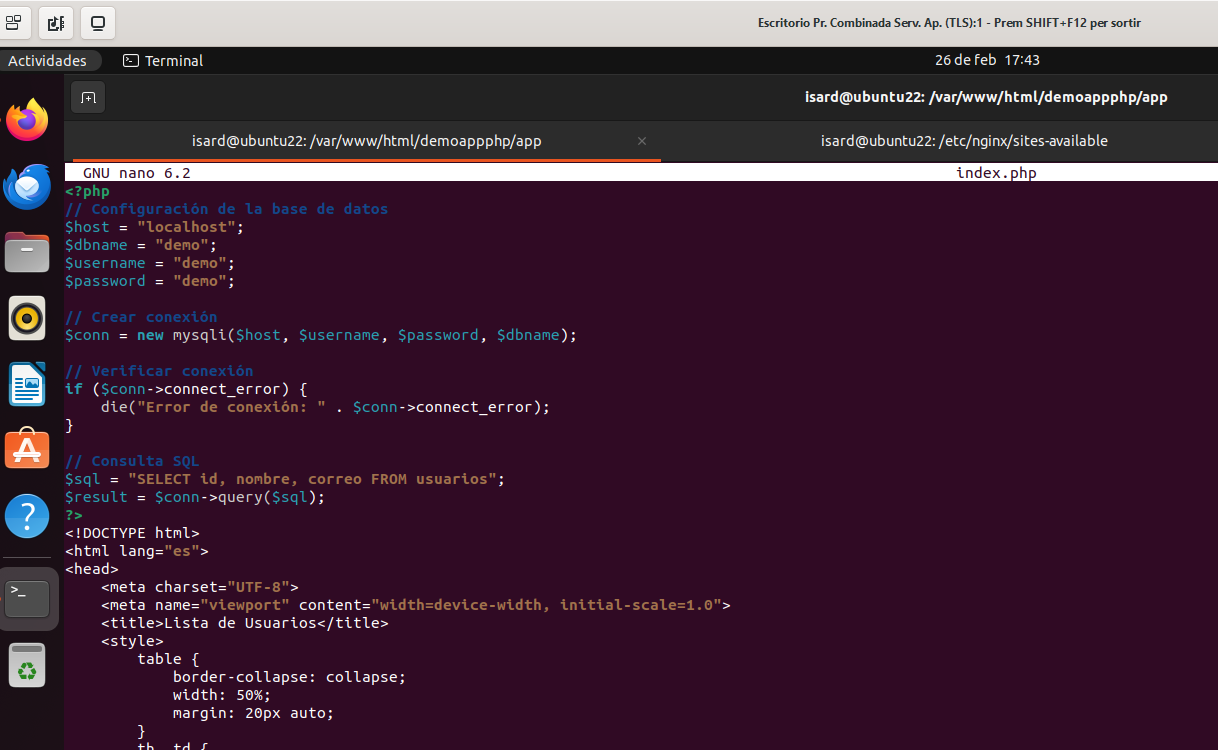 Escritorio Pr. Combinada Serv. Ap. (TLS):1 - Prem SHIFT+F12 per sortir
Actividades
Terminal
26 de feb 17:43
isard@ubuntu22: /var/www/html/demoappphp/app
isard@ubuntu22: /var/www/html/demoappphp/app
isard@ubuntu22: /etc/nginx/sites-available
GNU nano 6.2 index.php
<?php
// Configuración de la base de datos
$host = "localhost";
$dbname = "demo";
$username = "demo";
$password = "demo";

// Crear conexión
$conn = new mysqli($host, $username, $password, $dbname);

// Verificar conexión
if ($conn->connect_error) {
    die("Error de conexión: " . $conn->connect_error);
}

// Consulta SQL
$sql = "SELECT id, nombre, correo FROM usuarios";
$result = $conn->query($sql);
?>
<!DOCTYPE html>
<html lang="es">
<head>
    <meta charset="UTF-8">
    <meta name="viewport" content="width=device-width, initial-scale=1.0">
    <title>Lista de Usuarios</title>
    <style>
        table {
            border-collapse: collapse;
            width: 50%;
            margin: 20px auto;
        }
        th, td {